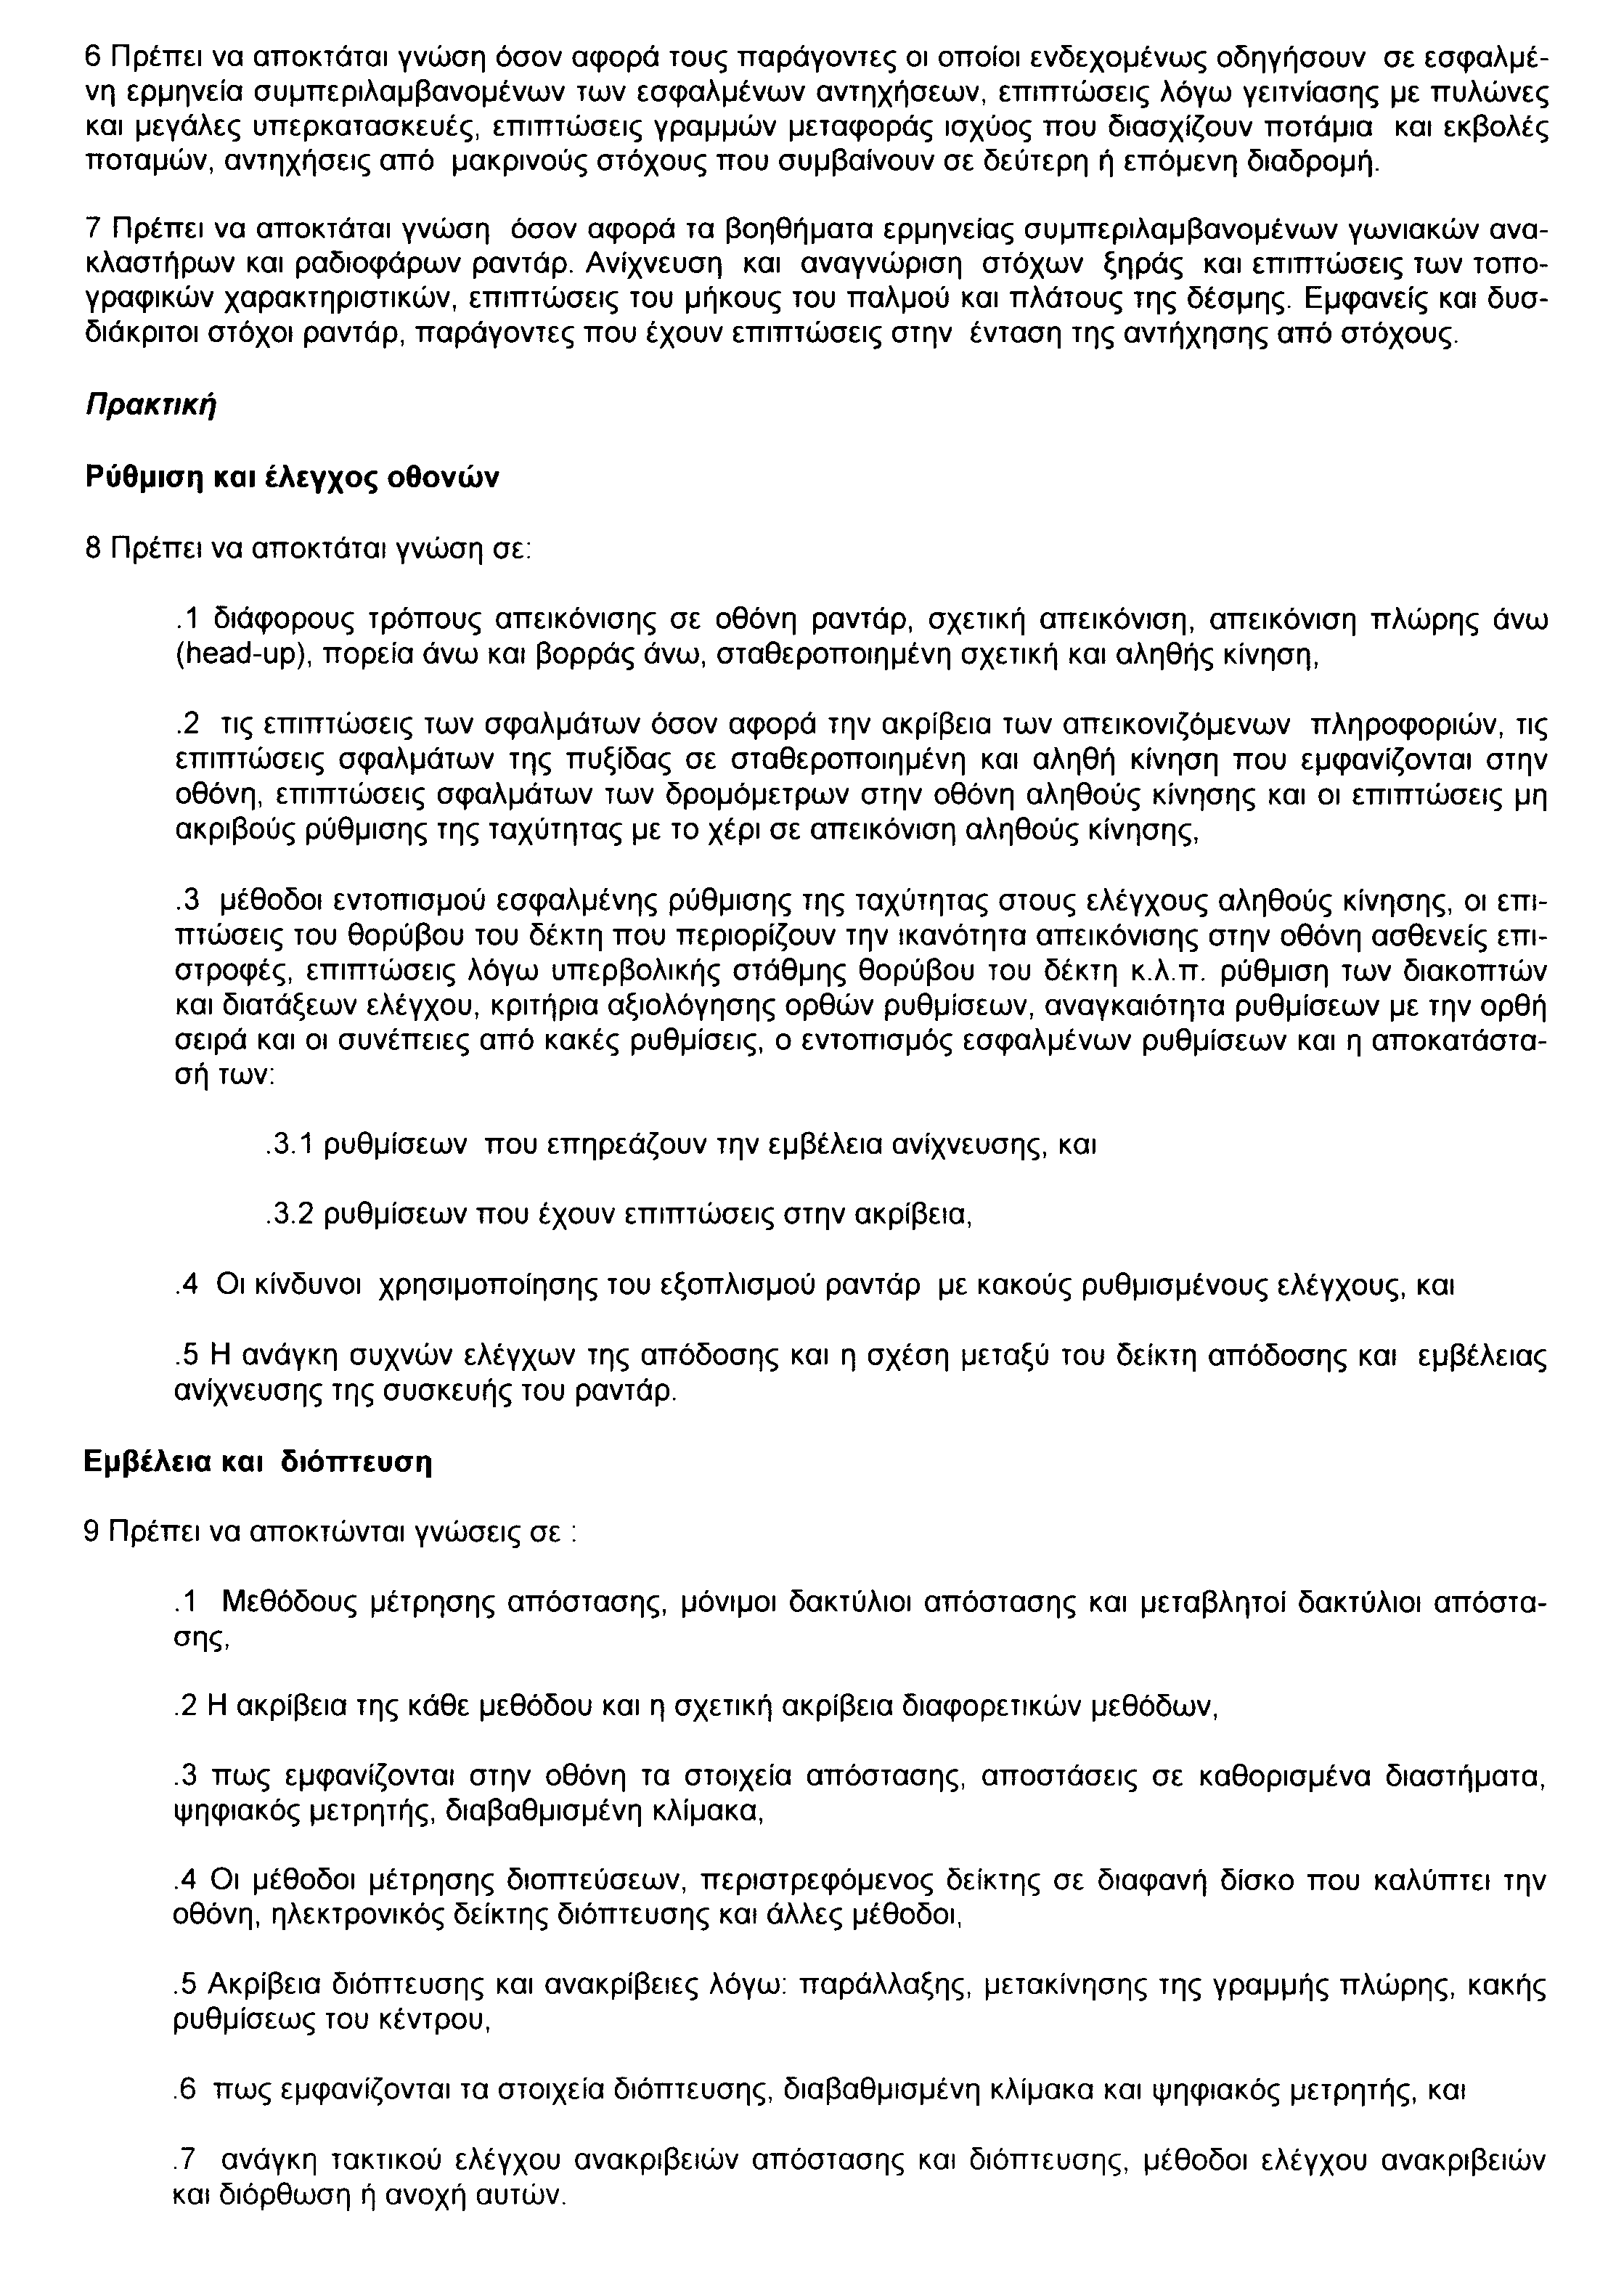 6 Πρέπει να αποκτάται γνώση όσον αφορά τους παράγοντες οι οποίοι ενδεχομένως οδηγήσουν σε εσφαλμέ-
νη ερμηνεία συμπεριλαμβανομένων των εσφαλμένων αντηχήσεων, επιπτώσεις λόγω γειτνίασης με πυλώνες
και μεγάλες υπερκατασκευές, επιπτώσεις γραμμών μεταφοράς ισχύος που διασχίζουν ποτάμια και εκβολές
ποταμών, αντηχήσεις από μακρινούς στόχους που συμβαίνουν σε δεύτερη ή επόμενη διαδρομή.
7 Πρέπει να αποκτάται γνώση όσον αφορά τα βοηθήματα ερμηνείας συμπεριλαμβανομένων γωνιακών ανα-
κλαστήρων και ραδιοφάρων ραντάρ. Ανίχνευση και αναγνώριση στόχων ξηράς και επιπτώσεις των τοπο-
γραφικών χαρακτηριστικών, επιπτώσεις του μήκους του παλμού και πλάτους της δέσμης. Εμφανείς και δυσ-
διάκριτοι στόχοι ραντάρ, παράγοντες που έχουν επιπτώσεις στην ένταση της αντήχησης από στόχους.
Πρακτική
Ρύθμιση και έλεγχος οθονών
8 Πρέπει να αποκτάται γνώση σε:
.1 διάφορους τρόπους απεικόνισης σε οθόνη ραντάρ, σχετική απεικόνιση, απεικόνιση πλώρης άνω
(head-up), πορεία άνω και βορράς άνω, σταθεροποιημένη σχετική και αληθής κίνηση,
.2 τις επιπτώσεις των σφαλμάτων όσον αφορά την ακρίβεια των απεικονιζόμενων πληροφοριών, τις
επιπτώσεις σφαλμάτων της πυξίδας σε σταθεροποιημένη και αληθή κίνηση που εμφανίζονται στην
οθόνη, επιπτώσεις σφαλμάτων των δρομόμετρων στην οθόνη αληθούς κίνησης και οι επιπτώσεις μη
ακριβούς ρύθμισης της ταχύτητας με το χέρι σε απεικόνιση αληθούς κίνησης,
.3 μέθοδοι εντοπισμού εσφαλμένης ρύθμισης της ταχύτητας στους ελέγχους αληθούς κίνησης, οι επι-
πτώσεις του θορύβου του δέκτη που περιορίζουν την ικανότητα απεικόνισης στην οθόνη ασθενείς επι-
στροφές, επιπτώσεις λόγω υπερβολικής στάθμης θορύβου του δέκτη κ.λ.π. ρύθμιση των διακοπτών
και διατάξεων ελέγχου, κριτήρια αξιολόγησης ορθών ρυθμίσεων, αναγκαιότητα ρυθμίσεων με την ορθή
σειρά και οι συνέπειες από κακές ρυθμίσεις, ο εντοπισμός εσφαλμένων ρυθμίσεων και η αποκατάστα-
σή των:
.3.1 ρυθμίσεων που επηρεάζουν την εμβέλεια ανίχνευσης, και
.3.2 ρυθμίσεων που έχουν επιπτώσεις στην ακρίβεια,
.4 Οι κίνδυνοι χρησιμοποίησης του εξοπλισμού ραντάρ με κακούς ρυθμισμένους ελέγχους, και
.5 Η ανάγκη συχνών ελέγχων της απόδοσης και η σχέση μεταξύ του δείκτη απόδοσης και εμβέλειας
ανίχνευσης της συσκευής του ραντάρ.
Εμβέλεια και διόπτευση
9 Πρέπει να αποκτώνται γνώσεις σε :
.1 Μεθόδους μέτρησης απόστασης, μόνιμοι δακτύλιοι απόστασης και μεταβλητοί δακτύλιοι απόστα-
σης,
.2 Η ακρίβεια της κάθε μεθόδου και η σχετική ακρίβεια διαφορετικών μεθόδων,
.3 πως εμφανίζονται στην οθόνη τα στοιχεία απόστασης, αποστάσεις σε καθορισμένα διαστήματα,
ψηφιακός μετρητής, διαβαθμισμένη κλίμακα,
.4 Οι μέθοδοι μέτρησης διοπτεύσεων, περιστρεφόμενος δείκτης σε διαφανή δίσκο που καλύπτει την
οθόνη, ηλεκτρονικός δείκτης διόπτευσης και άλλες μέθοδοι,
.5 Ακρίβεια διόπτευσης και ανακρίβειες λόγω: παράλλαξης, μετακίνησης της γραμμής πλώρης, κακής
ρυθμίσεως του κέντρου,
.6 πως εμφανίζονται τα στοιχεία διόπτευσης, διαβαθμισμένη κλίμακα και ψηφιακός μετρητής, και
.7 ανάγκη τακτικού ελέγχου ανακριβειών απόστασης και διόπτευσης, μέθοδοι ελέγχου ανακριβειών
και διόρθωση ή ανοχή αυτών.